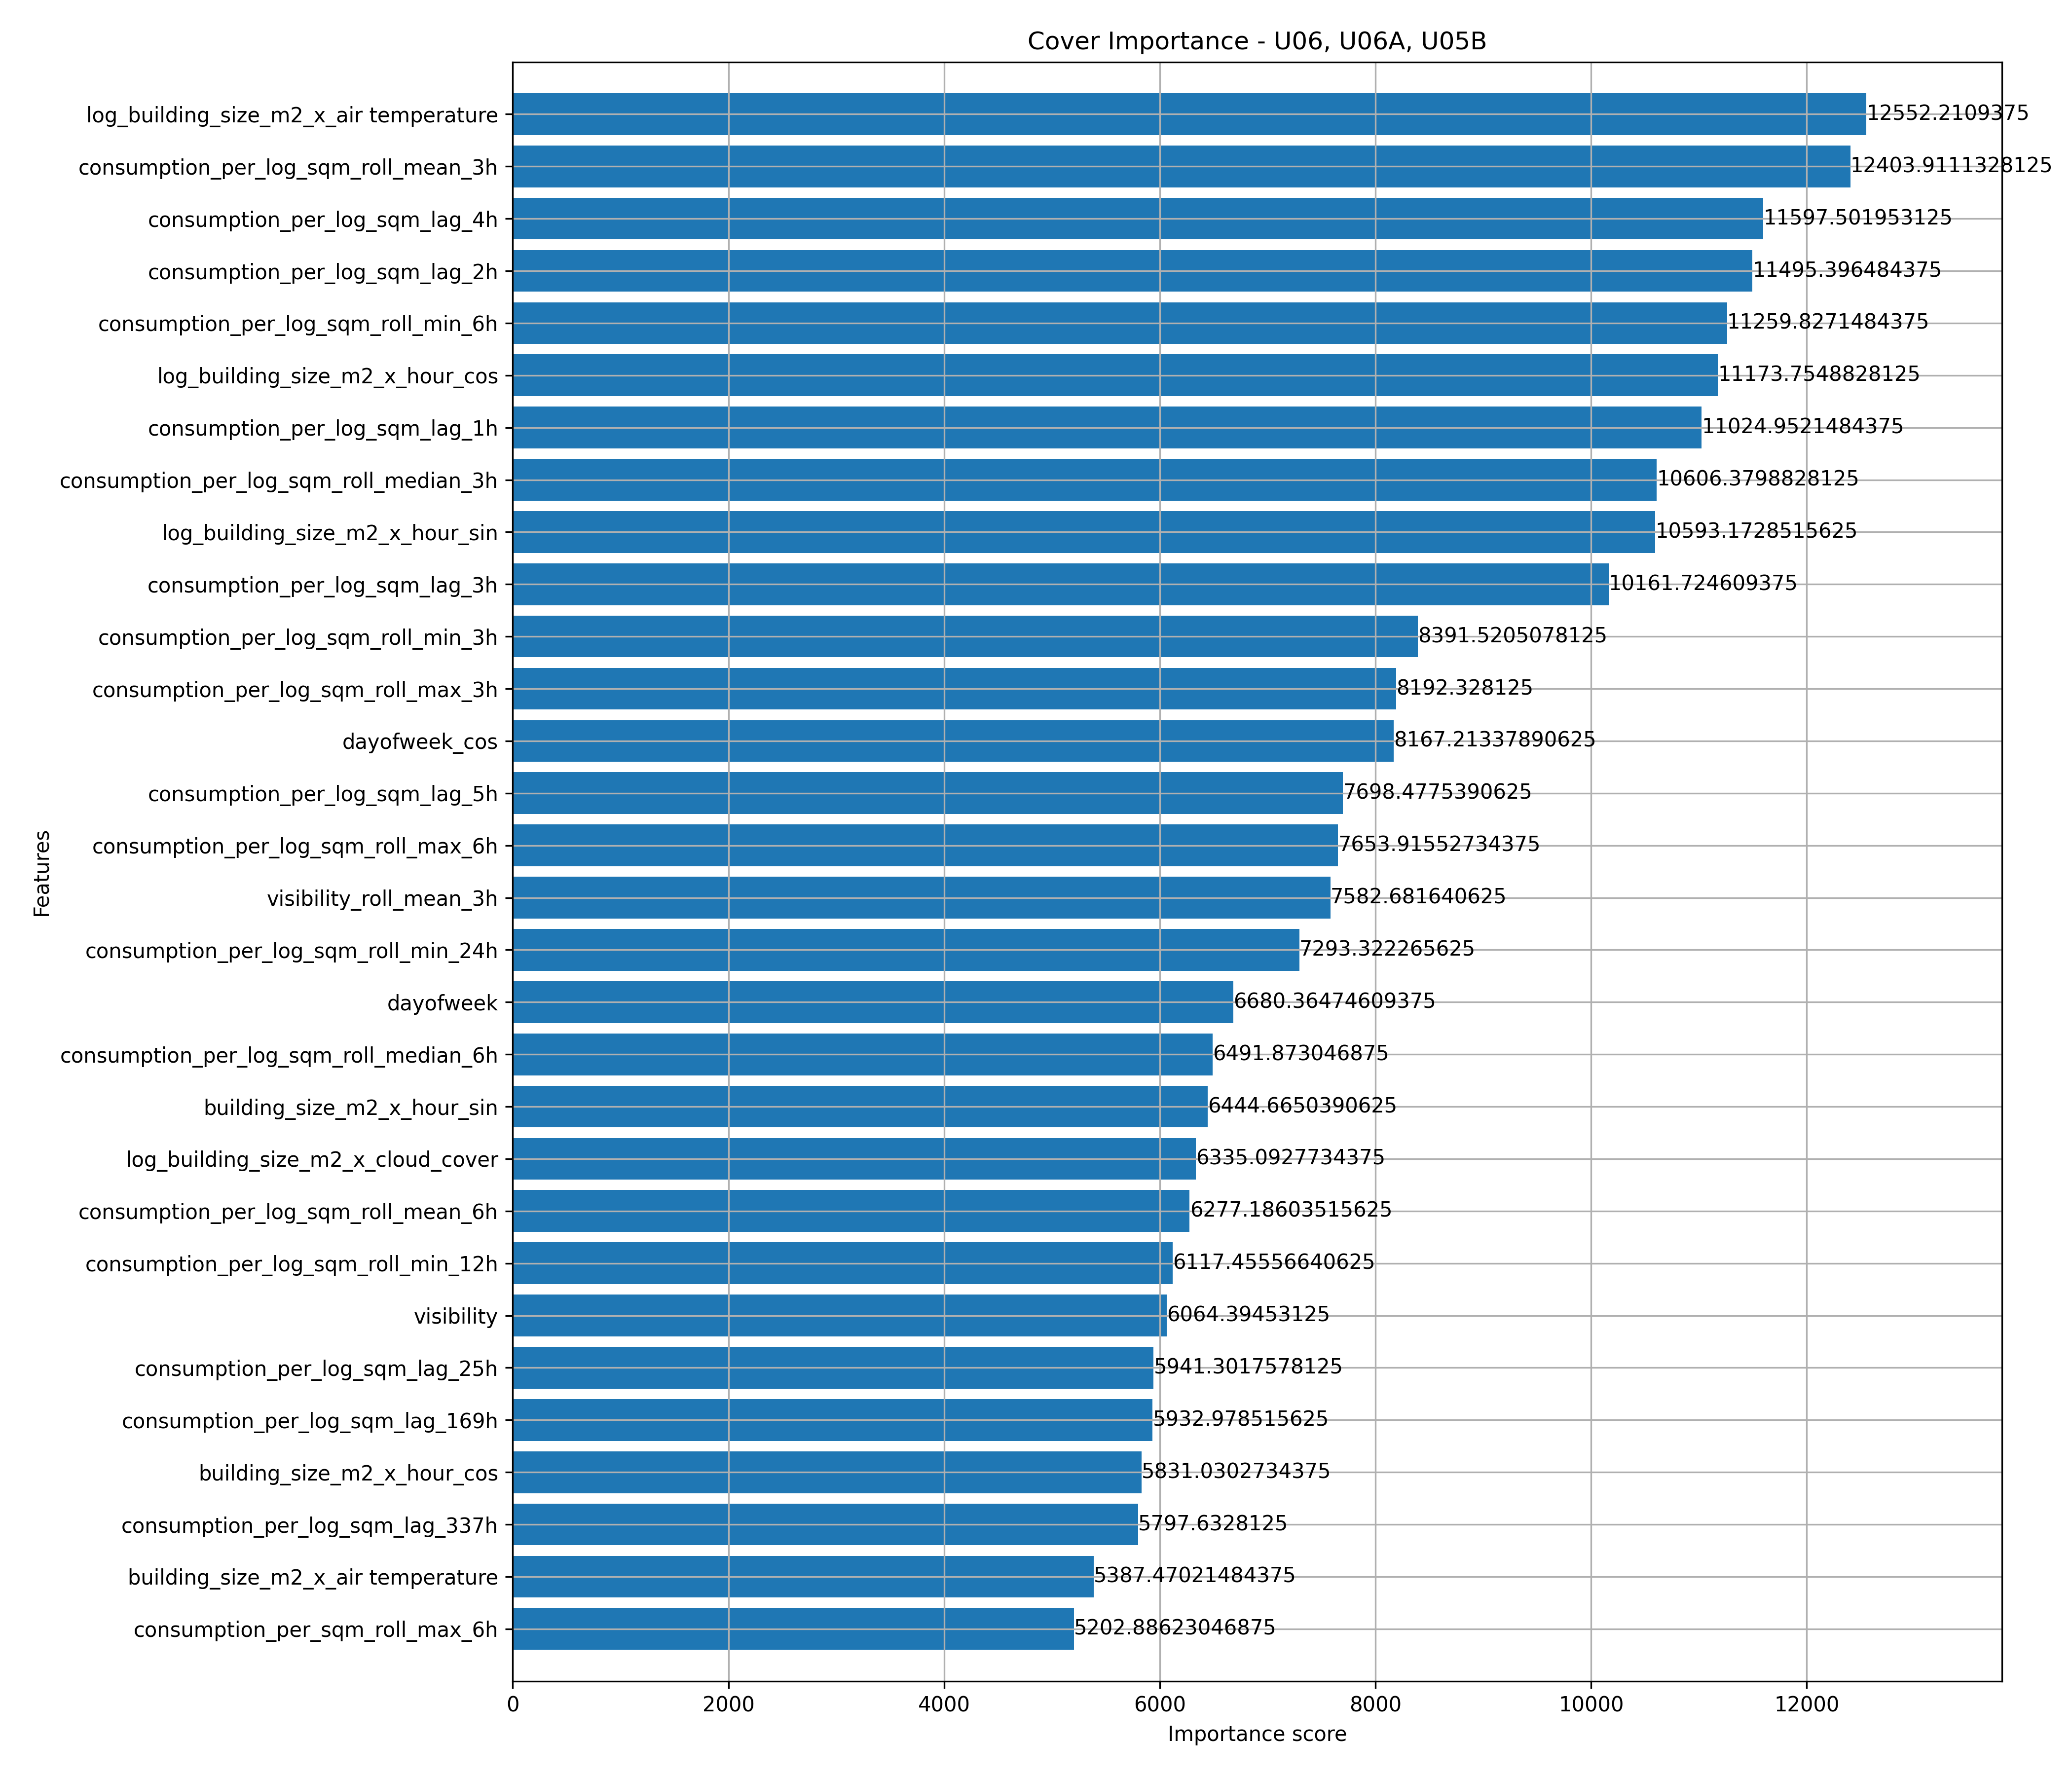 Cover Importance - U06, U06A, U05B
Features
log_building_size_m2_x_air temperature 12552.2109375
consumption_per_log_sqm_roll_mean_3h 12403.9111328125
consumption_per_log_sqm_lag_4h 11597.501953125
consumption_per_log_sqm_lag_2h 11495.396484375
consumption_per_log_sqm_roll_min_6h 11259.8271484375
log_building_size_m2_x_hour_cos 11173.7548828125
consumption_per_log_sqm_lag_1h 11024.9521484375
consumption_per_log_sqm_roll_median_3h 10606.3798828125
log_building_size_m2_x_hour_sin 10593.1728515625
consumption_per_log_sqm_lag_3h 10161.724609375
consumption_per_log_sqm_roll_min_3h 8391.5205078125
consumption_per_log_sqm_roll_max_3h 8192.328125
dayofweek_cos 8167.21337890625
consumption_per_log_sqm_lag_5h 7698.4775390625
consumption_per_log_sqm_roll_max_6h 7653.91552734375
visibility_roll_mean_3h 7582.681640625
consumption_per_log_sqm_roll_min_24h 7293.322265625
dayofweek 6680.36474609375
consumption_per_log_sqm_roll_median_6h 6491.873046875
building_size_m2_x_hour_sin 6444.6650390625
log_building_size_m2_x_cloud_cover 6335.0927734375
consumption_per_log_sqm_roll_mean_6h 6277.18603515625
consumption_per_log_sqm_roll_min_12h 6117.45556640625
visibility 6064.39453125
consumption_per_log_sqm_lag_25h 5941.3017578125
consumption_per_log_sqm_lag_169h 5932.978515625
building_size_m2_x_hour_cos 5831.0302734375
consumption_per_log_sqm_lag_337h 5797.6328125
building_size_m2_x_air temperature 5387.47021484375
consumption_per_sqm_roll_max_6h 5202.88623046875
0 2000 4000 6000 8000 10000 12000
Importance score